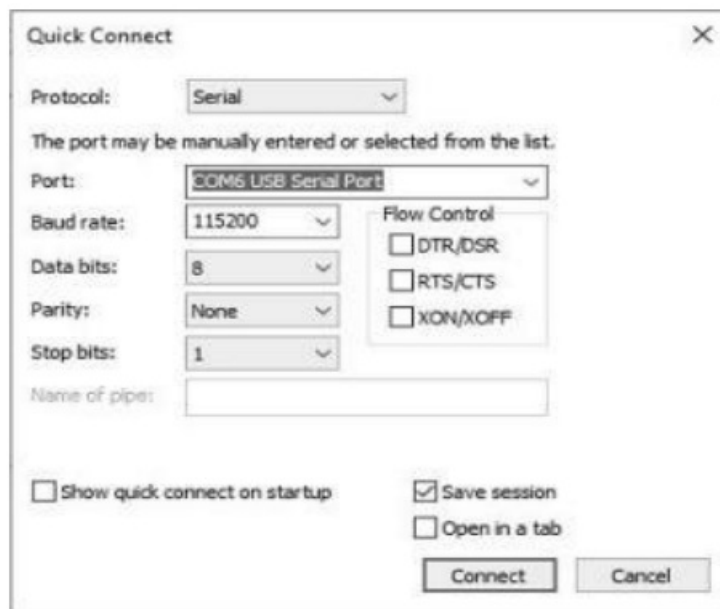 Quick Connect
Protocol: Serial
The port may be manually entered or selected from the list.
Port: COM6 USB Serial Port
Baud rate: 115200
Flow Control
DTR/DSR
Data bits: 8
RTS/CTS
Parity: None
XON/XOFF
Stop bits: 1
Name of pipe:
Show quick connect on startup
Save session
Open in a tab
Connect
Cancel